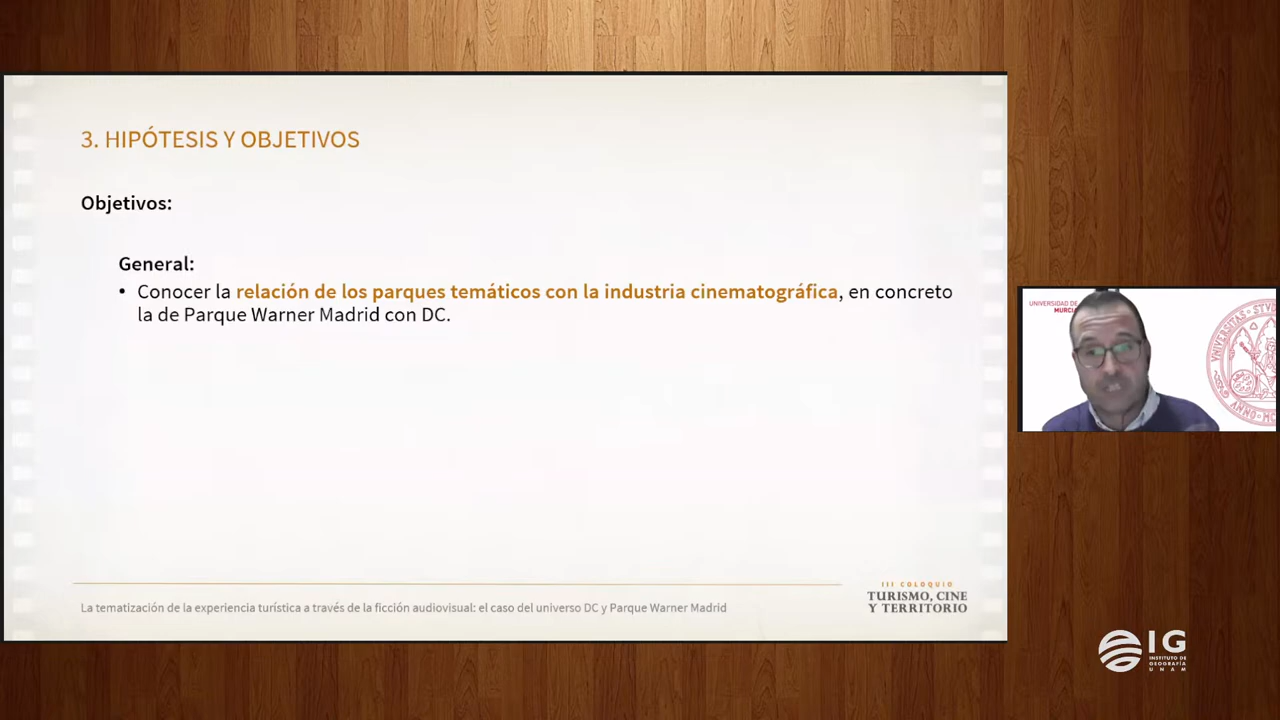 3. HIPÓTESIS Y OBJETIVOS
Objetivos:
General:
• Conocer la relación de los parques temáticos con la industria cinematográfica, en concreto
la de Parque Warner Madrid con DC.
La tematización de la experiencia turística a través de la ficción audiovisual: el caso del universo DC y Parque Warner Madrid
III COLOQUIO
TURISMO, CINE
Y TERRITORIO
UNIVERSIDAD DE
MURCIA
UNIVERSITAS
ANNO
IG
INSTITUTO DE
GEOGRAFÍA
UNAM